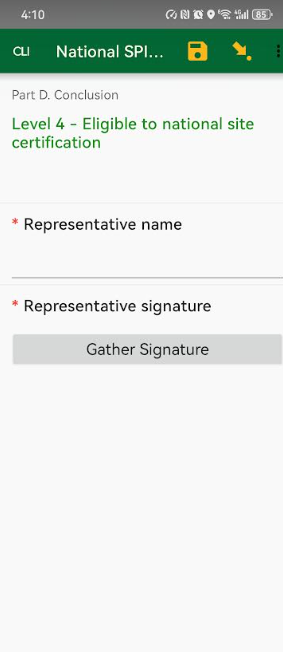 4:10
85
CLI National SPI...
Part D. Conclusion
Level 4 - Eligible to national site
certification
* Representative name
* Representative signature
Gather Signature